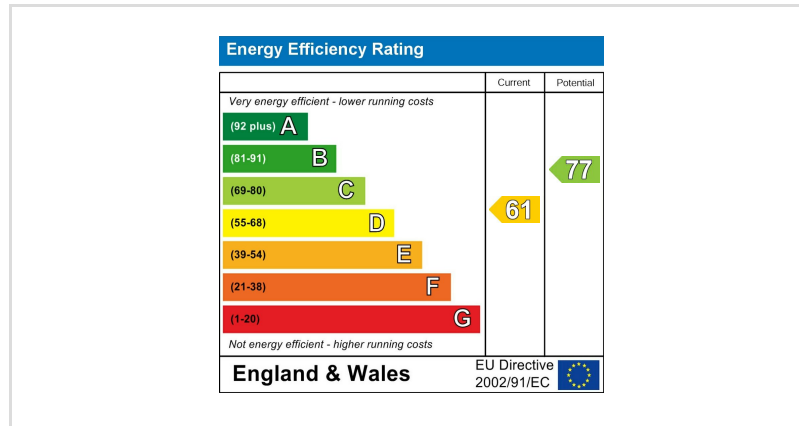 Energy Efficiency Rating
Current Potential
Very energy efficient - lower running costs
(92 plus) A
(81-91) B
(69-80) C
77
61
(55-68) D
(39-54) E
(21-38) F
(1-20) G
Not energy efficient - higher running costs
England & Wales
EU Directive
2002/91/EC